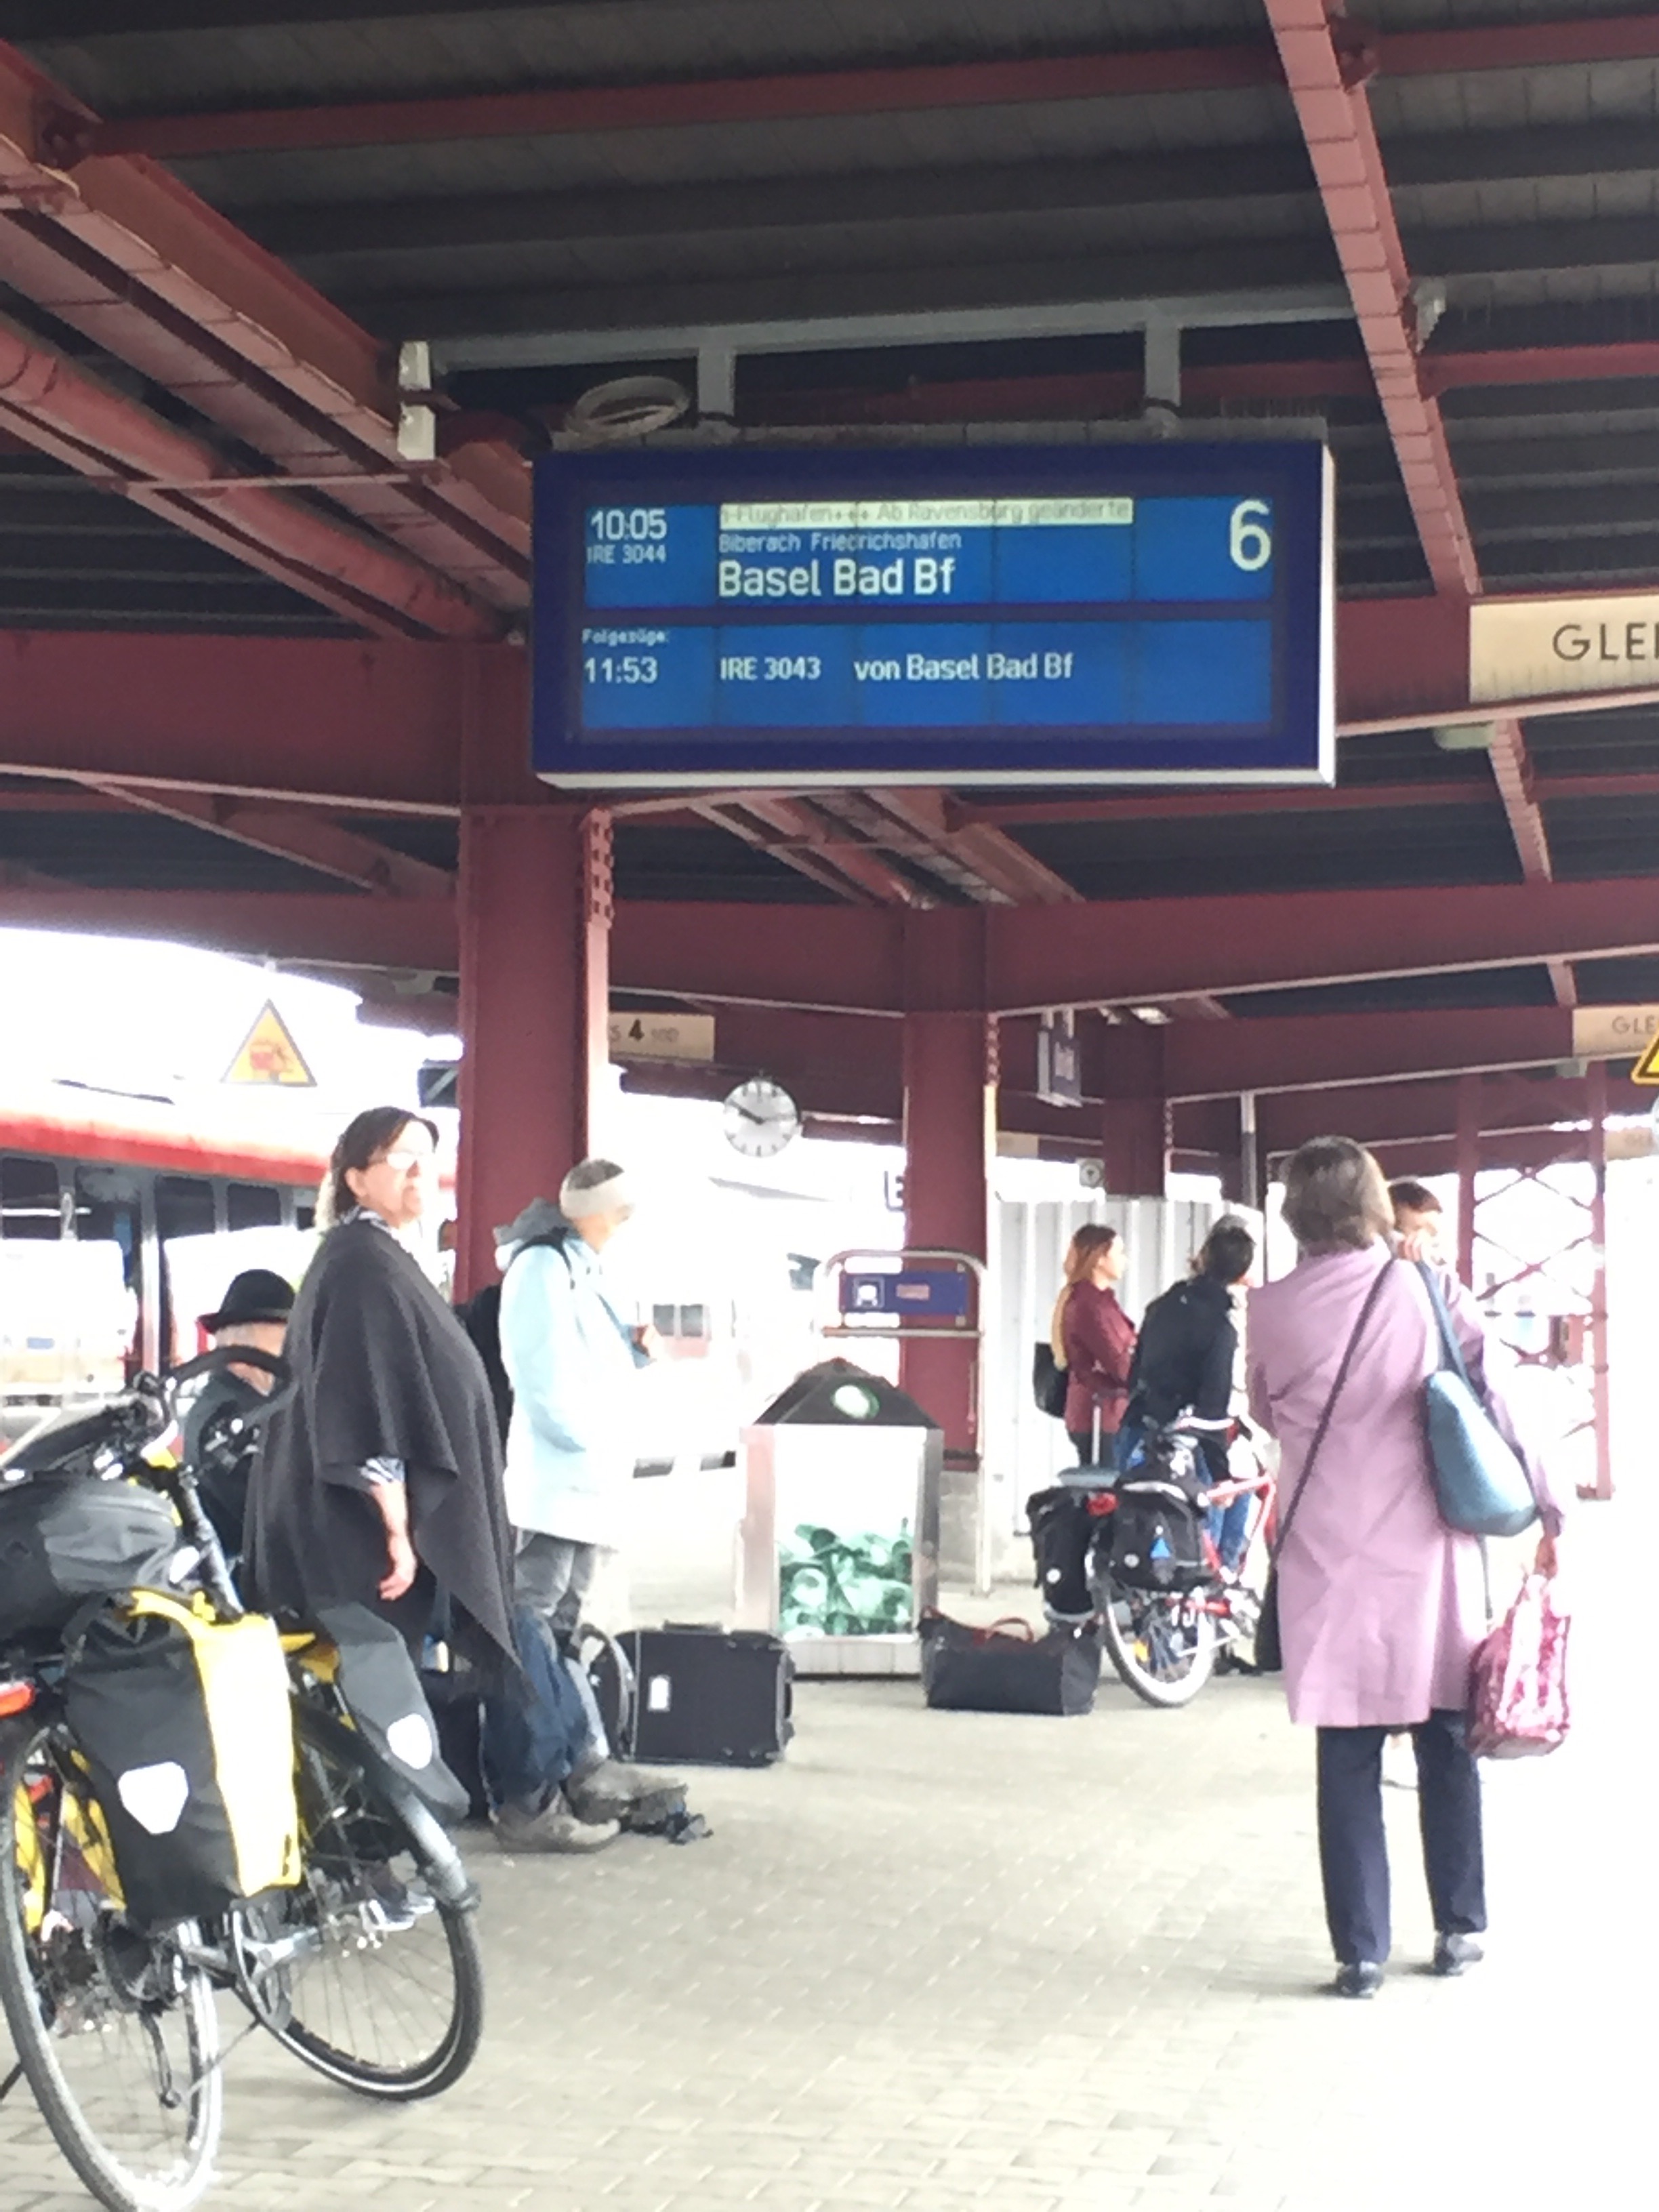 10:05
-Flughafen+++ Ab Ravensburg geänderte
6
IRE 3044
Biberach Friedrichshafen
Basel Bad Bf
Folgezüge:
11:53 IRE 3043 von Basel Bad Bf
GLEI
4
GLE